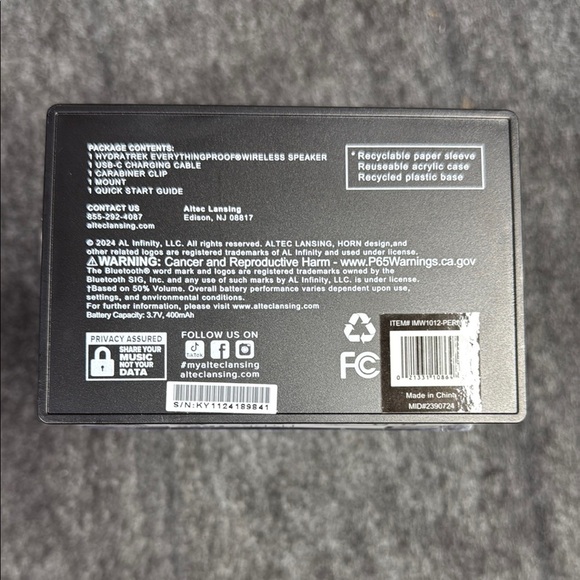 PACKAGE CONTENTS:
1 HYDRATREK EVERYTHINGPROOF®WIRELESS SPEAKER
1 USB-C CHARGING CABLE
1 CARABINER CLIP
1 MOUNT
1 QUICK START GUIDE
* Recyclable paper sleeve
Reuseable acrylic case
Recycled plastic base
CONTACT US
855-292-4087
alteclansing.com
Altec Lansing
Edison, NJ 08817
© 2024 AL Infinity, LLC. All rights reserved. ALTEC LANSING, HORN design,and
other related logos are registered trademarks of AL Infinity and used under license.
⚠WARNING: Cancer and Reproductive Harm - www.P65Warnings.ca.gov
The Bluetooth® word mark and logos are registered trademarks owned by the
Bluetooth SIG, Inc. and any use of such marks by AL Infinity, LLC. is under license.
†Based on 50% Volume. Overall battery performance varies dependent upon use,
settings, and environmental conditions.
For further information, please visit www.alteclansing.com
Battery Capacity: 3.7V, 400mAh
PRIVACY ASSURED
SHARE YOUR
MUSIC
NOT YOUR
DATA
FOLLOW US ON
TikTok
#myalteclansing
alteclansing.com
FC
ITEM# IMW1012-PER
0 21331 10886
Made in China
MID#2390724
S/N:KY1124189841